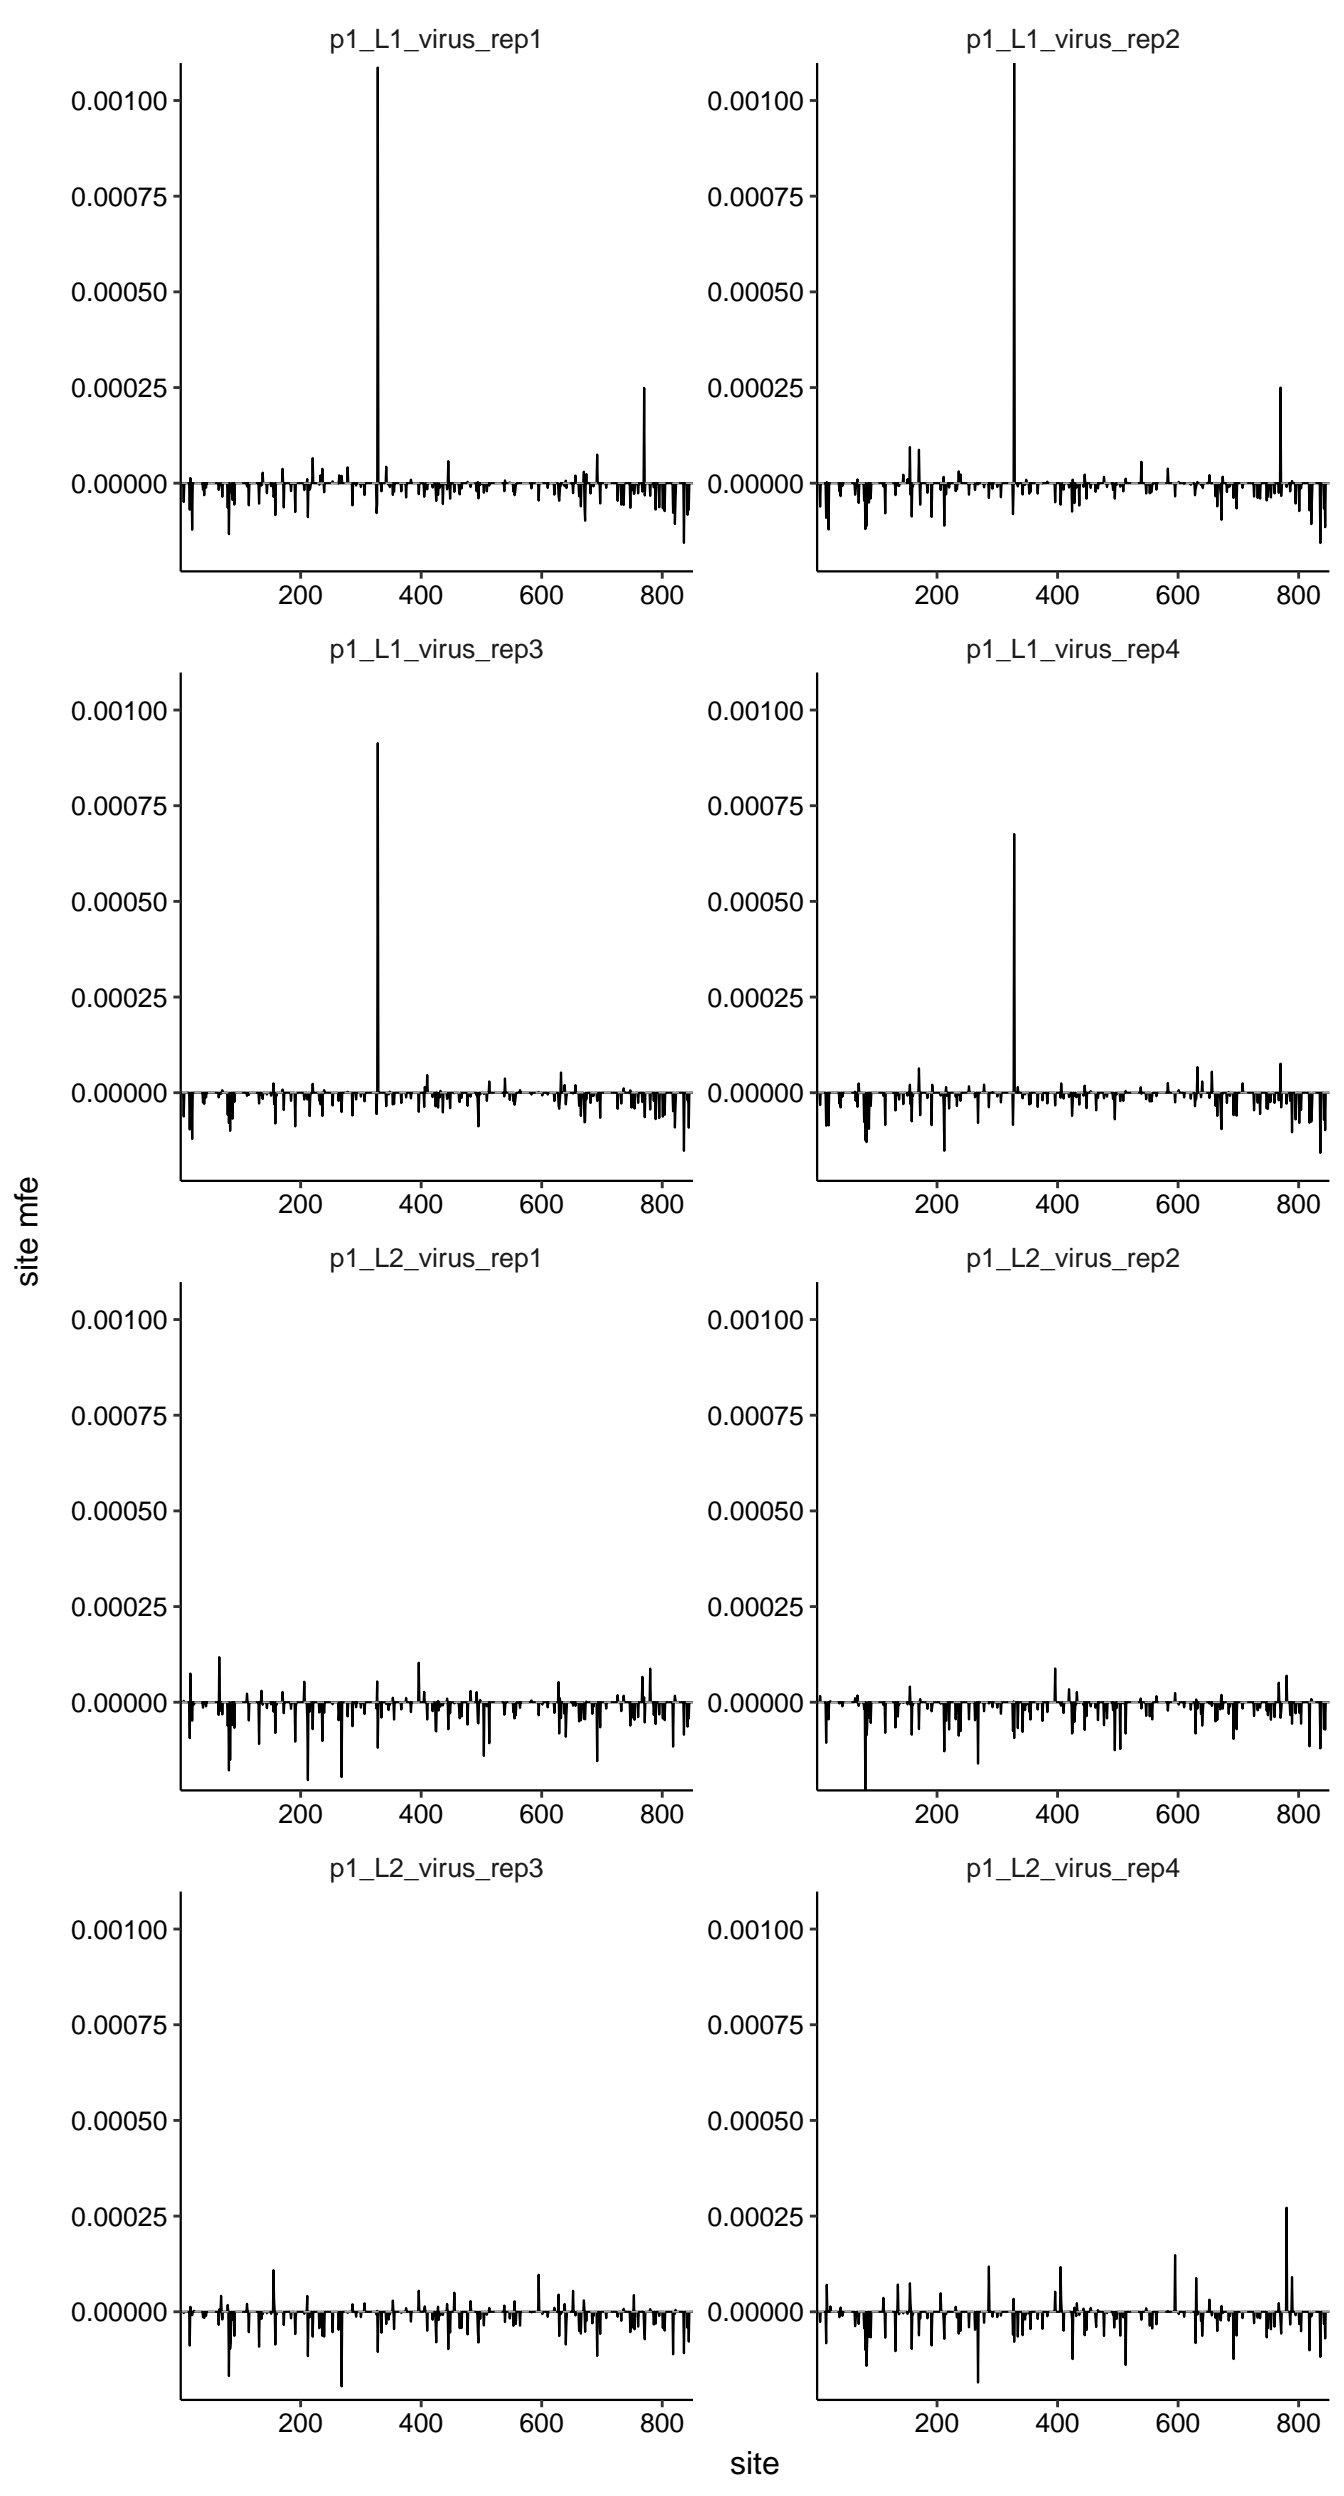 p1_L1_virus_rep1 p1_L1_virus_rep2
0.00100 0.00100
0.00075 0.00075
0.00050 0.00050
0.00025 0.00025
0.00000 0.00000
200 400 600 800 200 400 600 800
p1_L1_virus_rep3 p1_L1_virus_rep4
0.00100 0.00100
0.00075 0.00075
0.00050 0.00050
0.00025 0.00025
0.00000 0.00000
200 400 600 800 200 400 600 800
site mfe
p1_L2_virus_rep1 p1_L2_virus_rep2
0.00100 0.00100
0.00075 0.00075
0.00050 0.00050
0.00025 0.00025
0.00000 0.00000
200 400 600 800 200 400 600 800
p1_L2_virus_rep3 p1_L2_virus_rep4
0.00100 0.00100
0.00075 0.00075
0.00050 0.00050
0.00025 0.00025
0.00000 0.00000
200 400 600 800 200 400 600 800
site